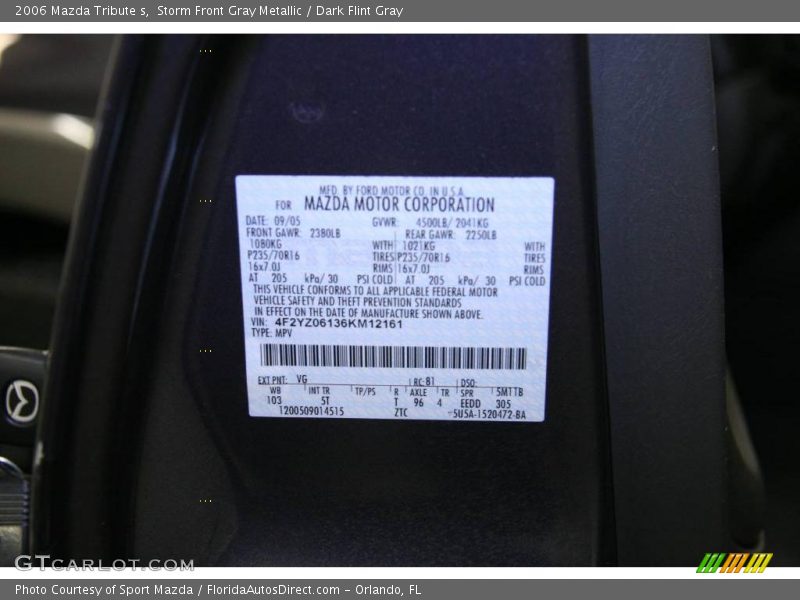 2006 Mazda Tribute s,  Storm Front Gray Metallic / Dark Flint Gray
MFD. BY FORD MOTOR CO. IN U.S.A.
FOR MAZDA MOTOR CORPORATION
DATE: 09/05 GVWR: 4500LB/ 2041KG
FRONT GAWR: 2380LB REAR GAWR: 2250LB
1080KG WITH 1021KG WITH
P235/70R16 TIRES P235/70R16 TIRES
16x7.0J RIMS 16x7.0J RIMS
AT 205 kPa/ 30 PSI COLD AT 205 kPa/ 30 PSI COLD
THIS VEHICLE CONFORMS TO ALL APPLICABLE FEDERAL MOTOR
VEHICLE SAFETY AND THEFT PREVENTION STANDARDS
IN EFFECT ON THE DATE OF MANUFACTURE SHOWN ABOVE.
VIN: 4F2YZ06136KM12161
TYPE: MPV
EXT PNT: VG RC: 81 DSO:
WB INT TR TP/PS R AXLE TR SPR SMTTB
103 5T T 96 4 EEDD 305
1200509014515 ZTC -5U5A-1520472-BA
GTCARLOT.COM
Photo Courtesy of Sport Mazda / FloridaAutosDirect.com – Orlando, FL